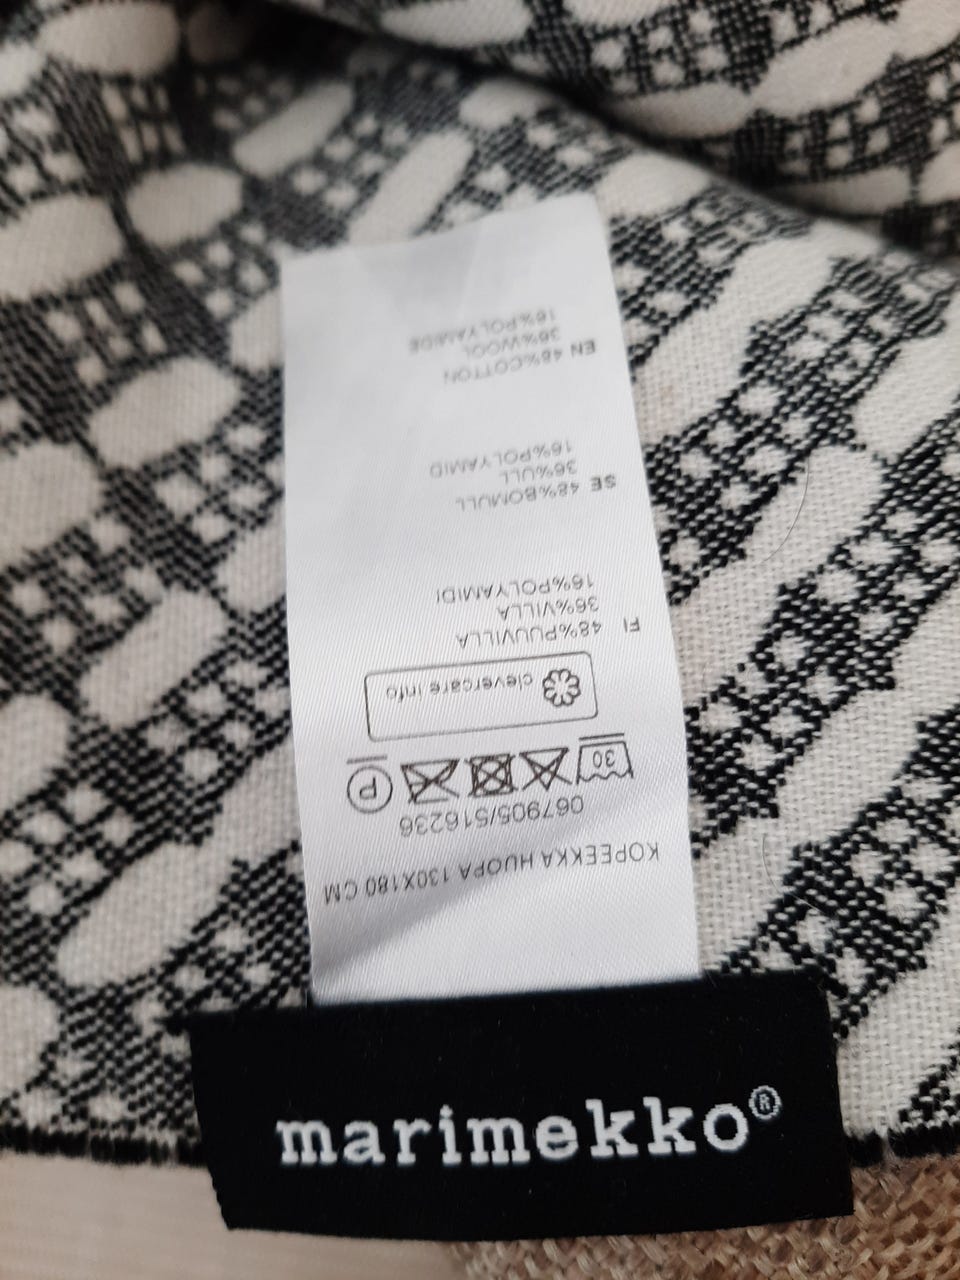 KOPEEKKA HUOPA 130X180 CM
067905/516236
30 P
clevercare info
FI 48%PUUVILLA
36%VILLA
16%POLYAMIDI
SE 48%BOMULL
36%ULL
16%POLYAMID
EN 48%COTTON
36%WOOL
16%POLYAMIDE
marimekko®